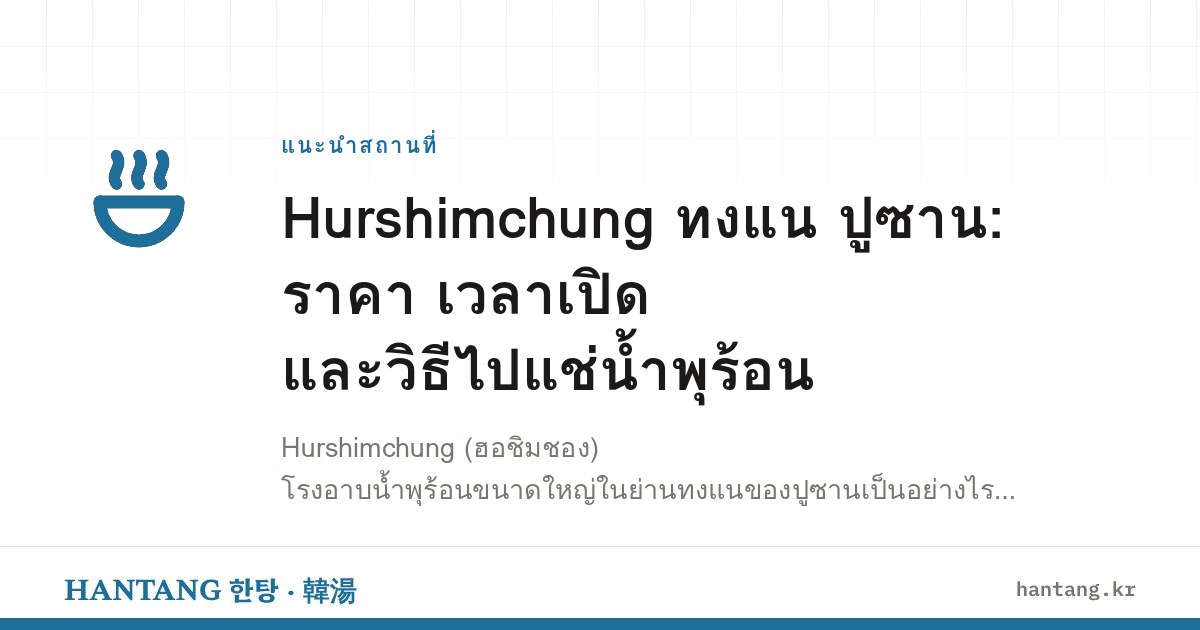 แนะนำสถานที่
Hurshimchung ทงแน ปูซาน:
ราคา เวลาเปิด
และวิธีไปแช่น้ำพุร้อน
Hurshimchung (ฮอชิมชอง)
โรงอาบน้ำพุร้อนขนาดใหญ่ในย่านทงแนของปูซานเป็นอย่างไร...
HANTANG 한탕 · 韓湯
hantang.kr